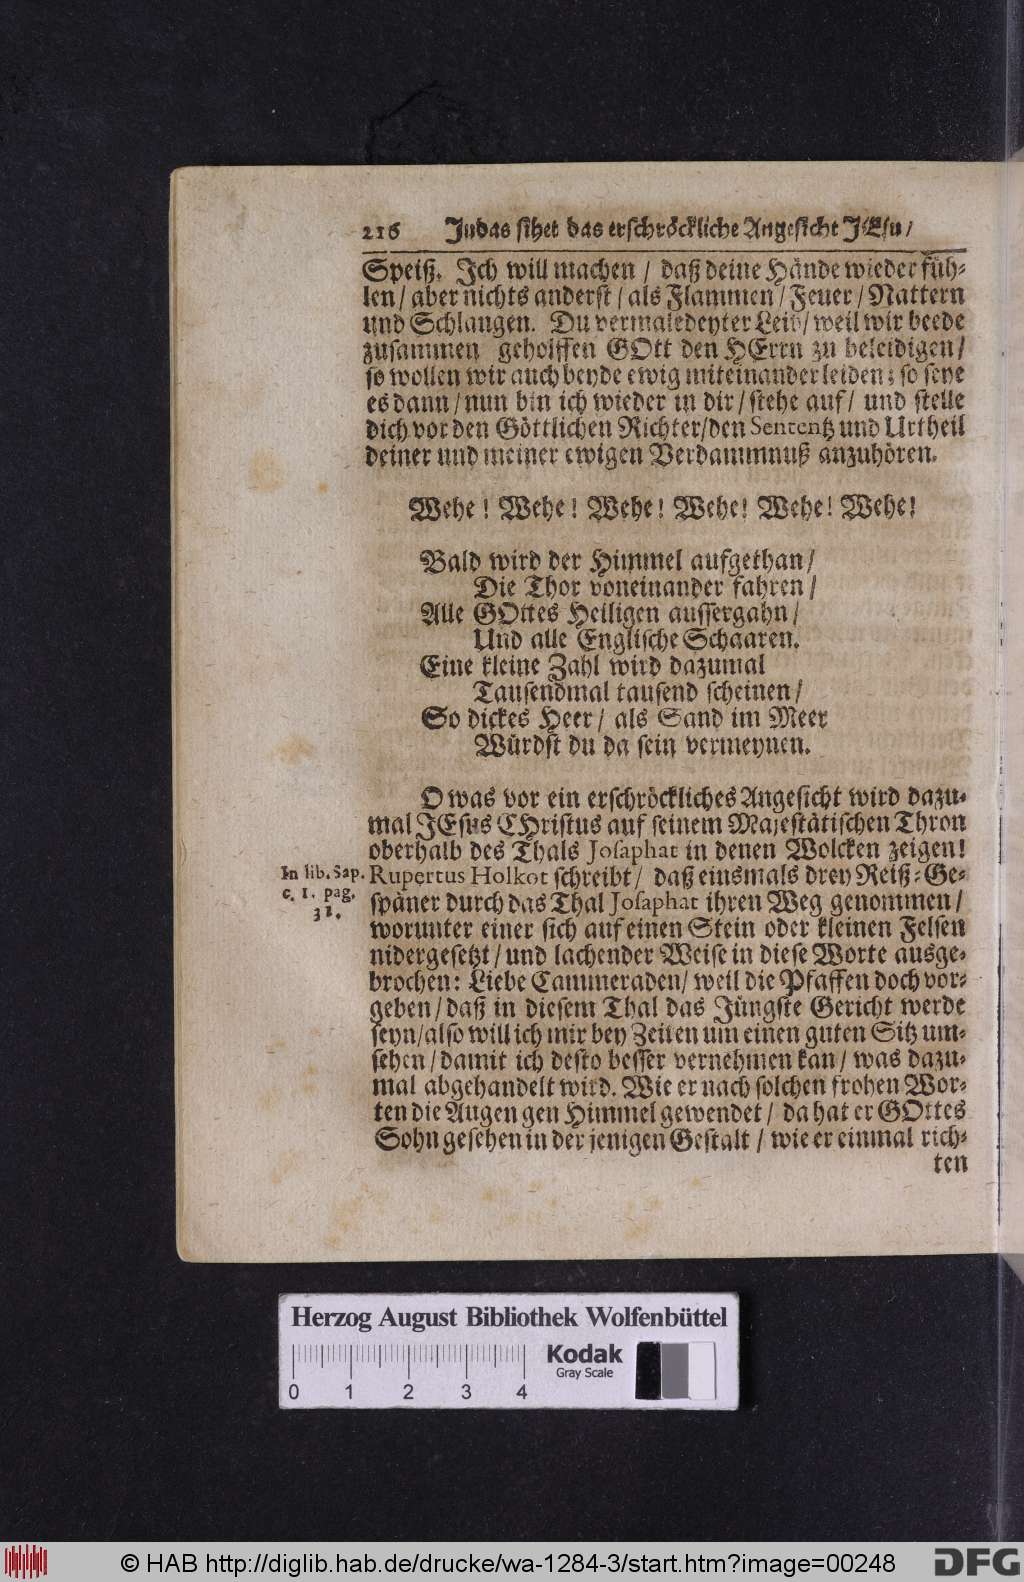 216 Judas sihet das erschröckliche Angesicht JEsu /
Speiß. Ich will machen / daß deine Hände wieder füh-
len / aber nichts anderst / als Flammen / Feuer / Nattern
und Schlangen. Du vermaledeyter Leib / weil wir beede
zusammen geholffen GOtt den HErrn zu beleidigen /
so wollen wir auch beyde ewig miteinander leiden; so seye
es dann / nun bin ich wieder in dir / stehe auf / und stelle
dich vor den Göttlichen Richter / den Sententz und Urtheil
deiner und meiner ewigen Verdammnuß anzuhören.
Wehe! Wehe! Wehe! Wehe! Wehe! Wehe!
Bald wird der Himmel aufgethan /
Die Thor voneinander fahren /
Alle GOttes Heiligen aussergahn /
Und alle Englische Schaaren.
Eine kleine Zahl wird dazumal
Tausendmal tausend scheinen /
So dickes Heer / als Sand im Meer
Würdst du da sein vermeynen.
O was vor ein erschröckliches Angesicht wird dazu-
mal JEsus CHristus auf seinem Majestätischen Thron
oberhalb des Thals Josaphat in denen Wolcken zeigen!
In lib. Sap.
c. 1. pag.
31.
Rupertus Holkot schreibt / daß einsmals drey Reiß-Ge-
späner durch das Thal Josaphat ihren Weg genommen /
worunter einer sich auf einen Stein oder kleinen Felsen
nidergesetzt / und lachender Weise in diese Worte ausge-
brochen: Liebe Cammeraden / weil die Pfaffen doch vor-
geben / daß in diesem Thal das Jüngste Gericht werde
seyn / also will ich mir bey Zeiten um einen guten Sitz um-
sehen / damit ich desto besser vernehmen kan / was dazu-
mal abgehandelt wird. Wie er nach solchen frohen Wor-
ten die Augen gen Himmel gewendet / da hat er GOttes
Sohn gesehen in der jenigen Gestalt / wie er einmal rich-
ten
Herzog August Bibliothek Wolfenbüttel
Kodak
Gray Scale
0 1 2 3 4
© HAB http://diglib.hab.de/drucke/wa-1284-3/start.htm?image=00248
DFG